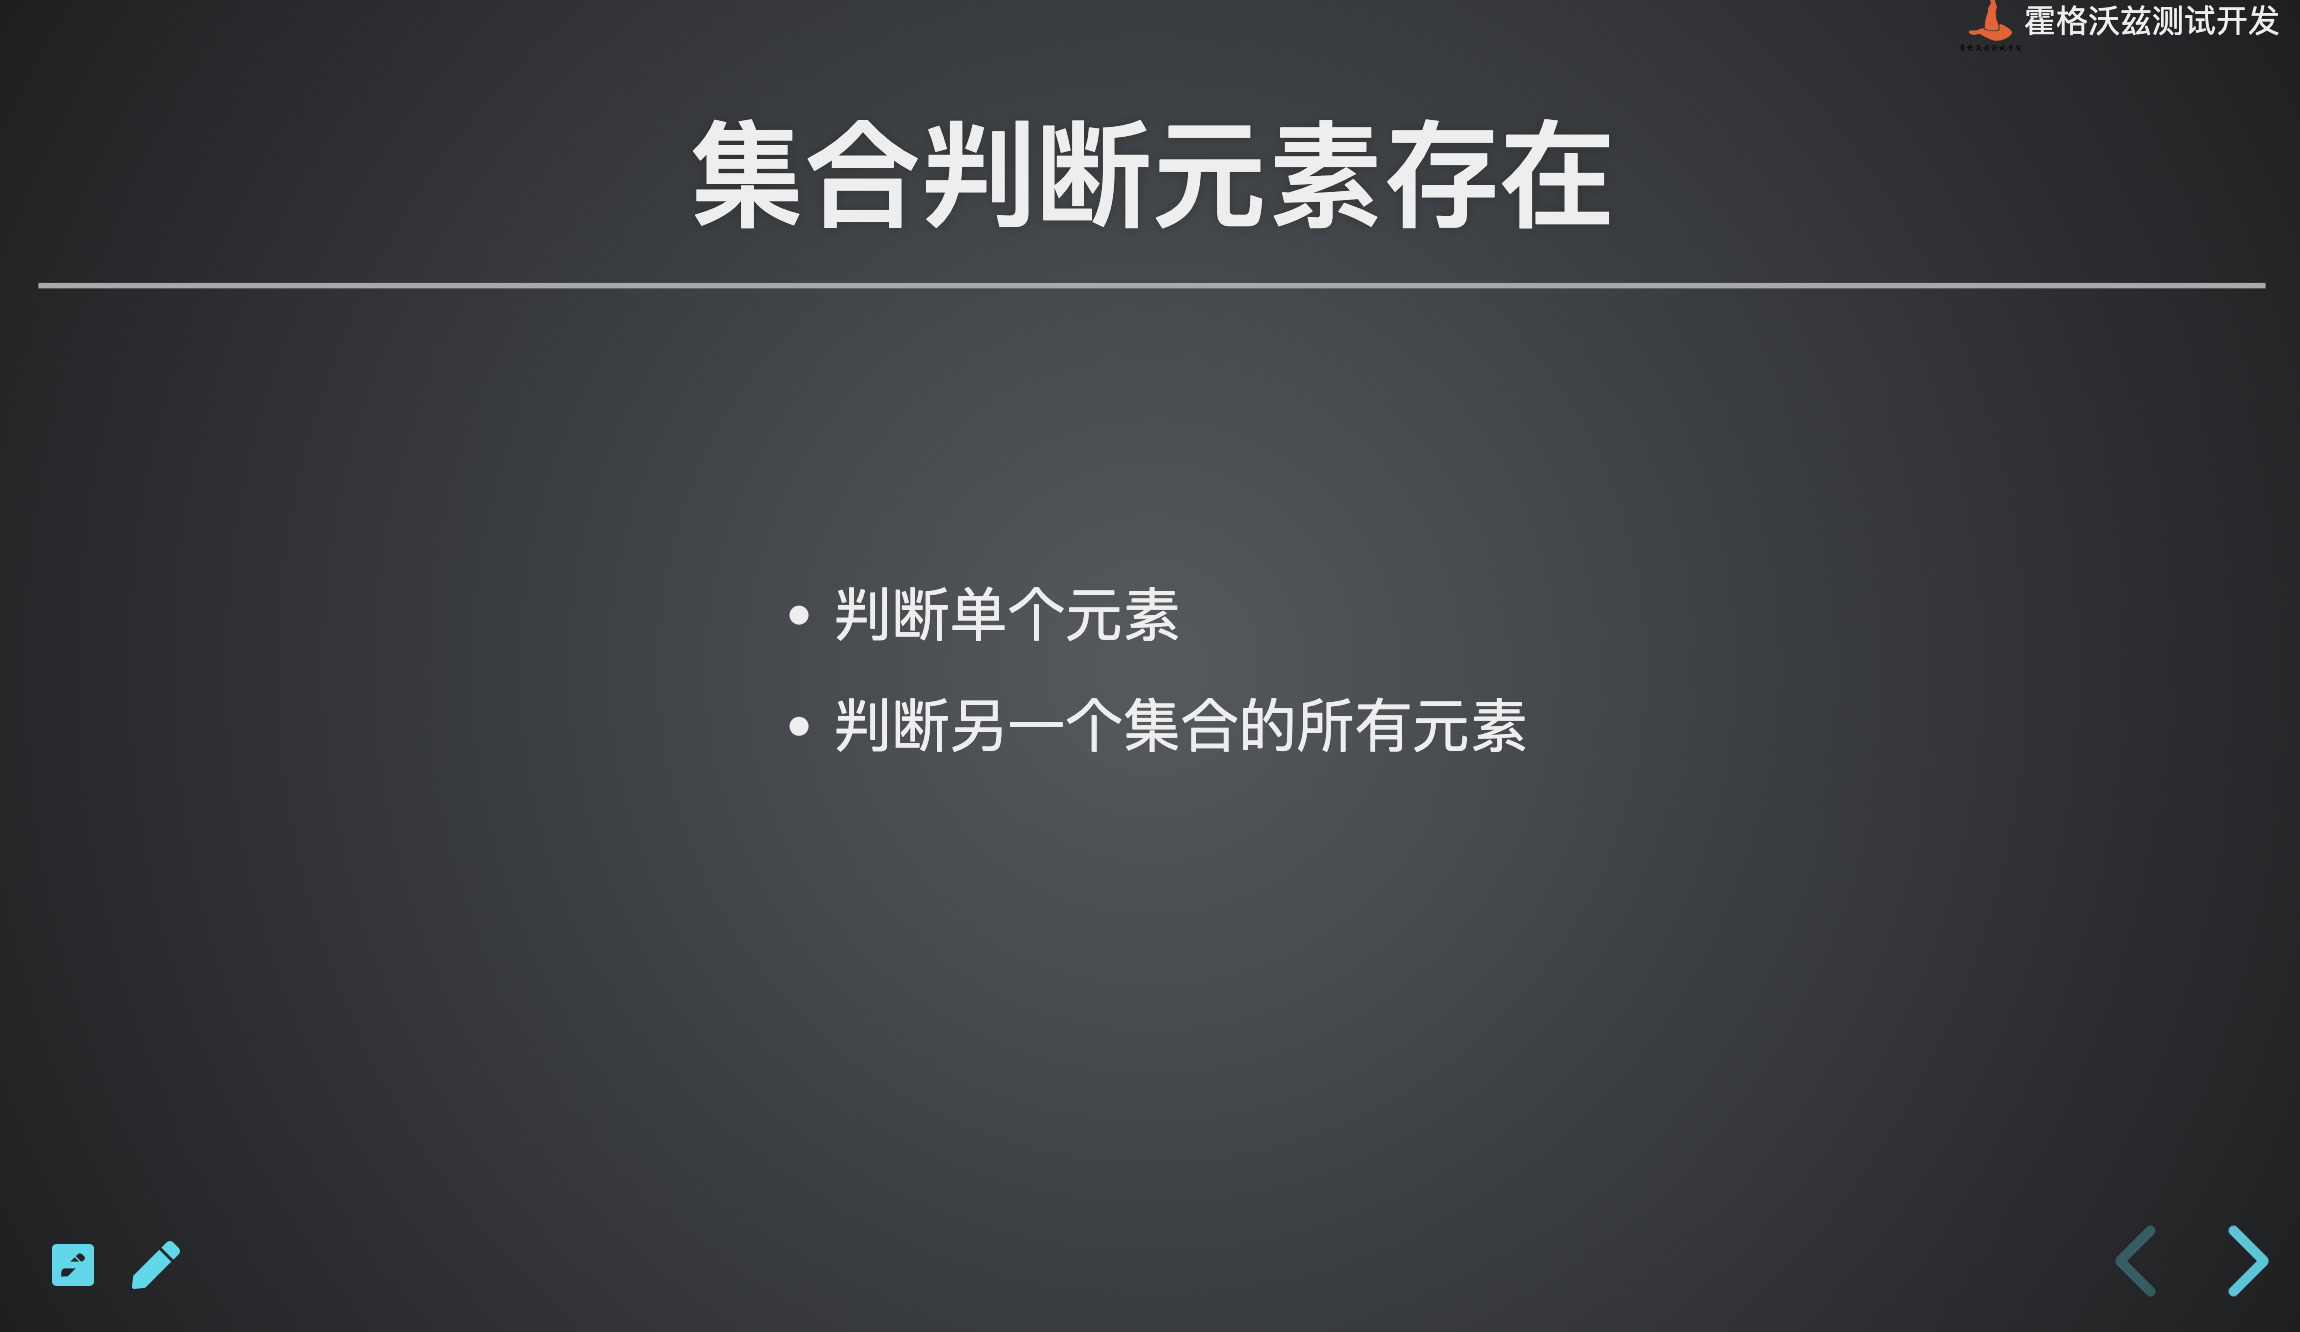 霍格沃兹测试开发
集合判断元素存在
判断单个元素
判断另一个集合的所有元素